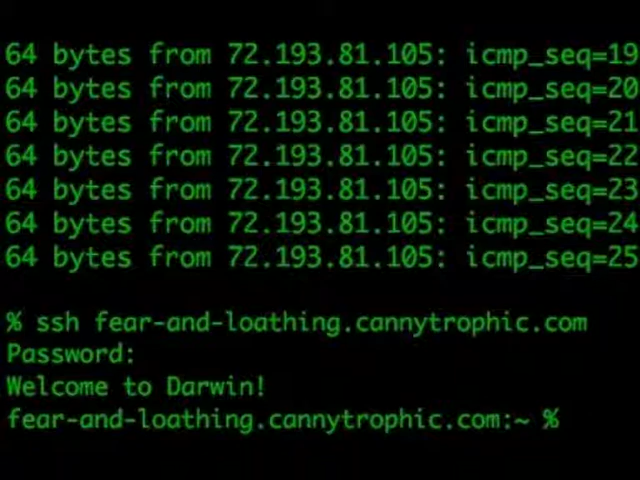 64 bytes from 72.193.81.105: icmp_seq=19
64 bytes from 72.193.81.105: icmp_seq=20
64 bytes from 72.193.81.105: icmp_seq=21
64 bytes from 72.193.81.105: icmp_seq=22
64 bytes from 72.193.81.105: icmp_seq=23
64 bytes from 72.193.81.105: icmp_seq=24
64 bytes from 72.193.81.105: icmp_seq=25
% ssh fear-and-loathing.cannytrophic.com
Password:
Welcome to Darwin!
fear-and-loathing.cannytrophic.com:~ %